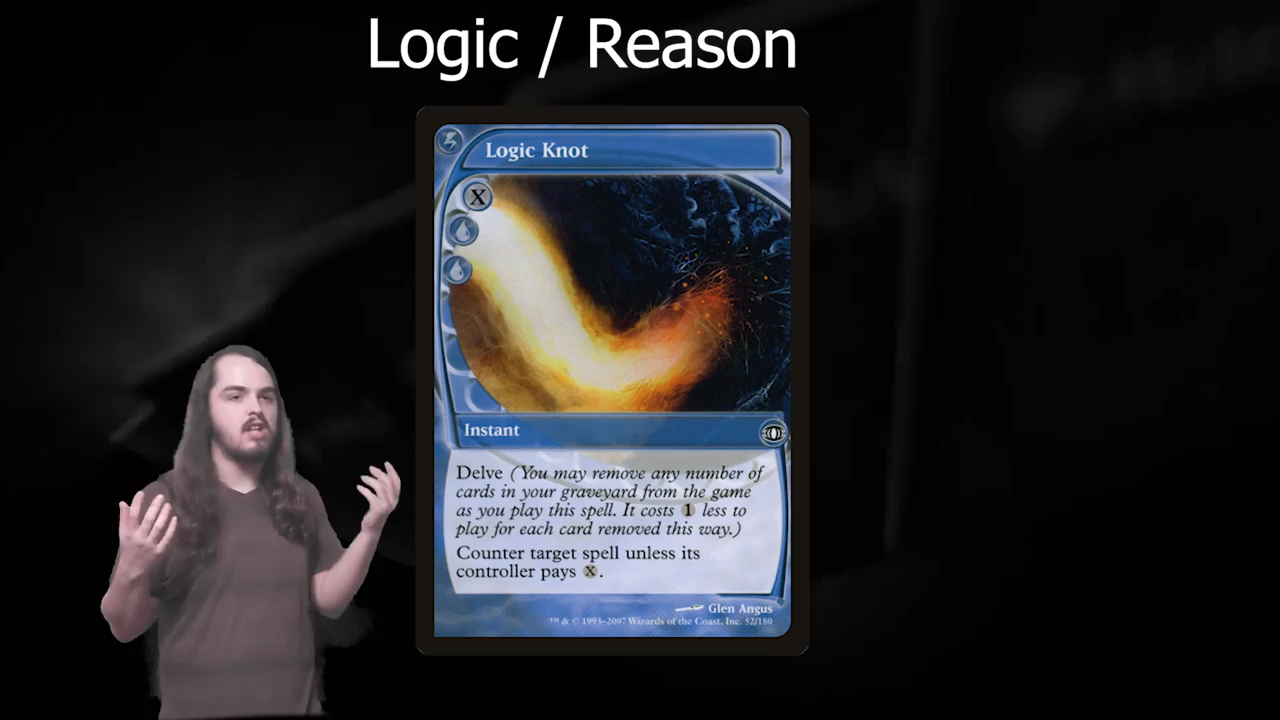 Logic / Reason
Logic Knot
X
Instant
Delve (You may remove any number of
cards in your graveyard from the game
as you play this spell. It costs 1 less to
play for each card removed this way.)
Counter target spell unless its
controller pays X.
Glen Angus
™ & © 1993–2007 Wizards of the Coast, Inc. 52/180